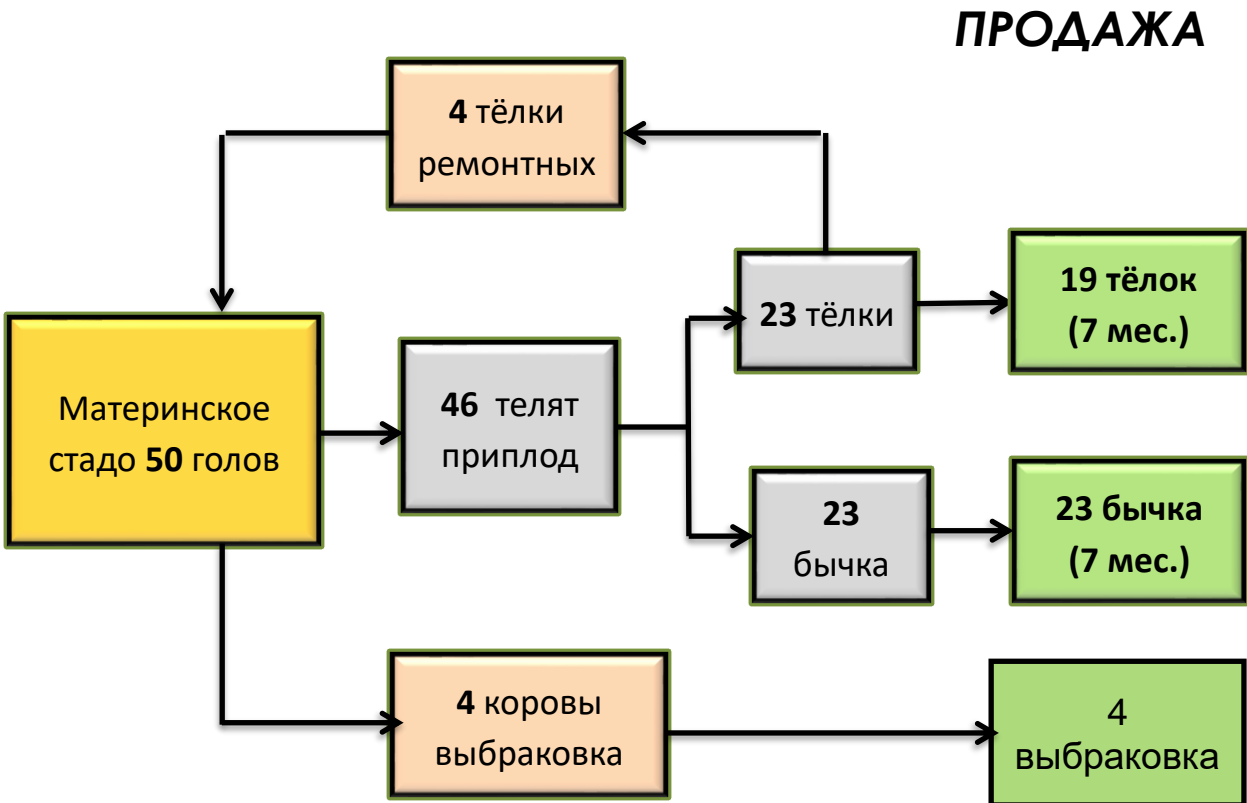 ПРОДАЖА
4 тёлки
ремонтных
19 тёлок
(7 мес.)
23 тёлки
Материнское
стадо 50 голов
46 телят
приплод
23
бычка
23 бычка
(7 мес.)
4 коровы
выбраковка
4
выбраковка